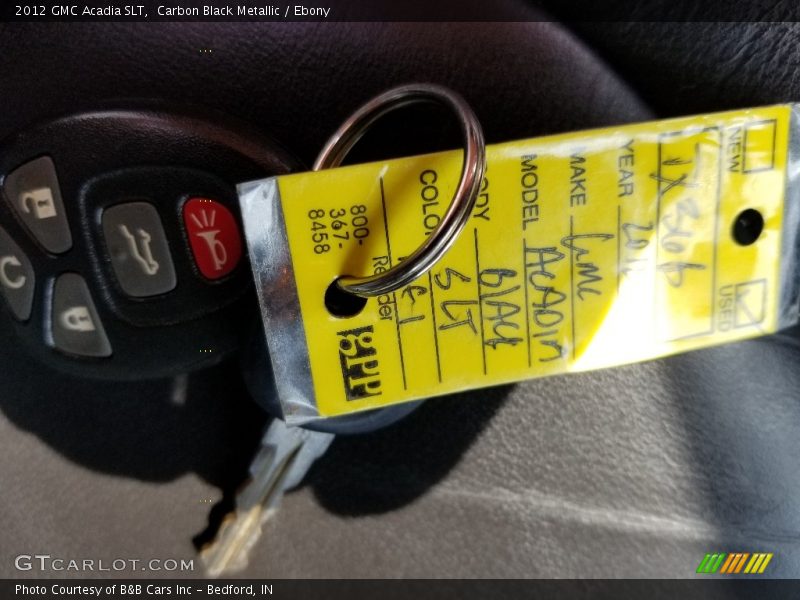 2012 GMC Acadia SLT,  Carbon Black Metallic / Ebony
NEW
USED
1X36b
YEAR
MAKE GMC
MODEL ACADIA
BODY black
COLOR SLT
800-
367-
8458
GTCARLOT.COM
Photo Courtesy of B&B Cars Inc - Bedford, IN